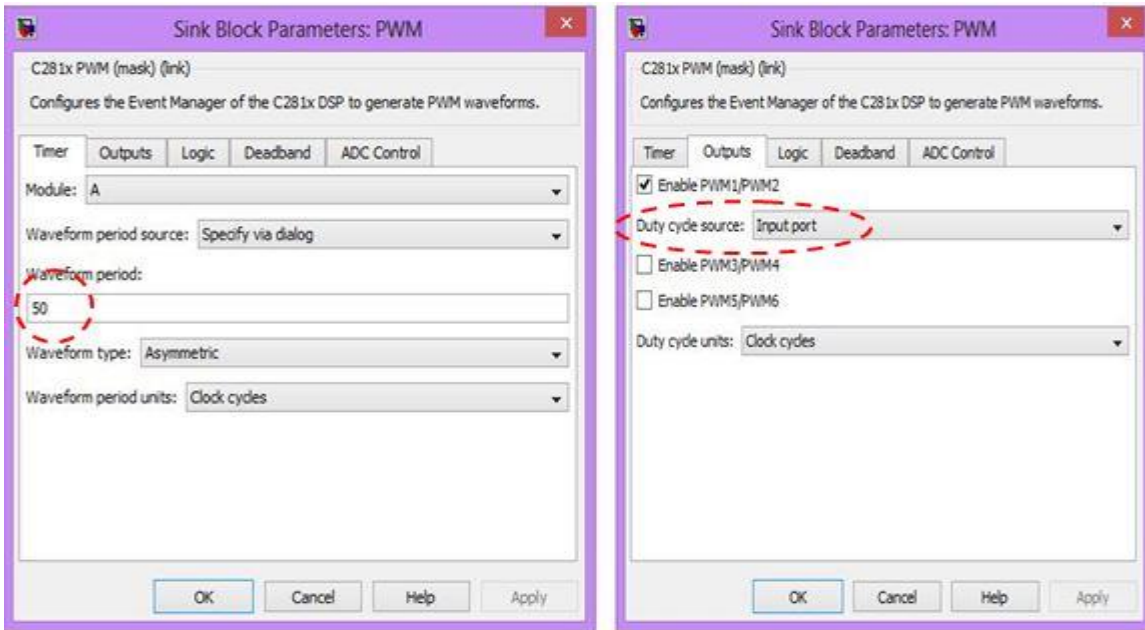 Sink Block Parameters: PWM
x
C281x PWM (mask) (link)
Configures the Event Manager of the C281x DSP to generate PWM waveforms.
Timer Outputs Logic Deadband ADC Control
Module: A
Waveform period source: Specify via dialog
Waveform period:
50
Waveform type: Asymmetric
Waveform period units: Clock cycles
OK Cancel Help Apply
Sink Block Parameters: PWM
x
C281x PWM (mask) (link)
Configures the Event Manager of the C281x DSP to generate PWM waveforms.
Timer Outputs Logic Deadband ADC Control
Enable PWM1/PWM2
Duty cycle source: Input port
Enable PWM3/PWM4
Enable PWM5/PWM6
Duty cycle units: Clock cycles
OK Cancel Help Apply